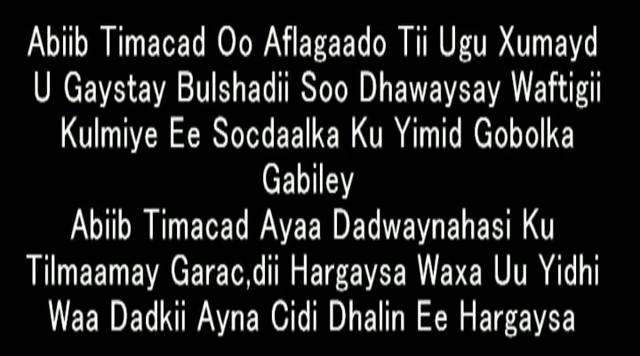 Abiib Timacad Oo Aflagaado Tii Ugu Xumayd
U Gaystay Bulshadii Soo Dhawaysay Waftigii
Kulmiye Ee Socdaalka Ku Yimid Gobolka
Gabiley
Abiib Timacad Ayaa Dadwaynahasi Ku
Tilmaamay Garac,dii Hargaysa Waxa Uu Yidhi
Waa Dadkii Ayna Cidi Dhalin Ee Hargaysa